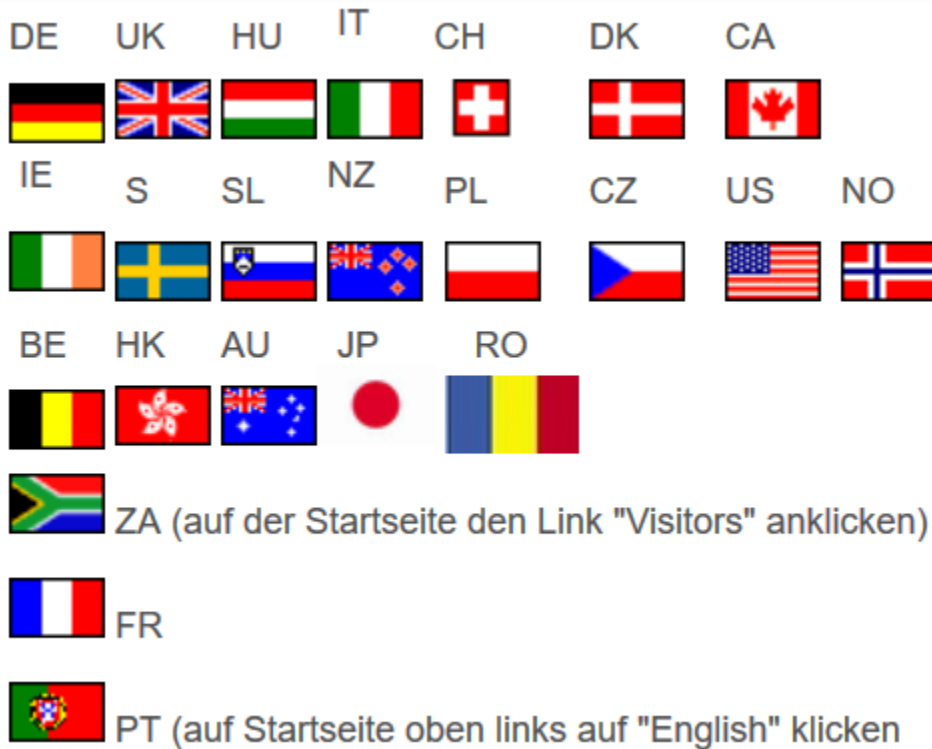 DE UK HU IT CH DK CA
IE S SL NZ PL CZ US NO
BE HK AU JP RO
ZA (auf der Startseite den Link "Visitors" anklicken)
FR
PT (auf Startseite oben links auf "English" klicken